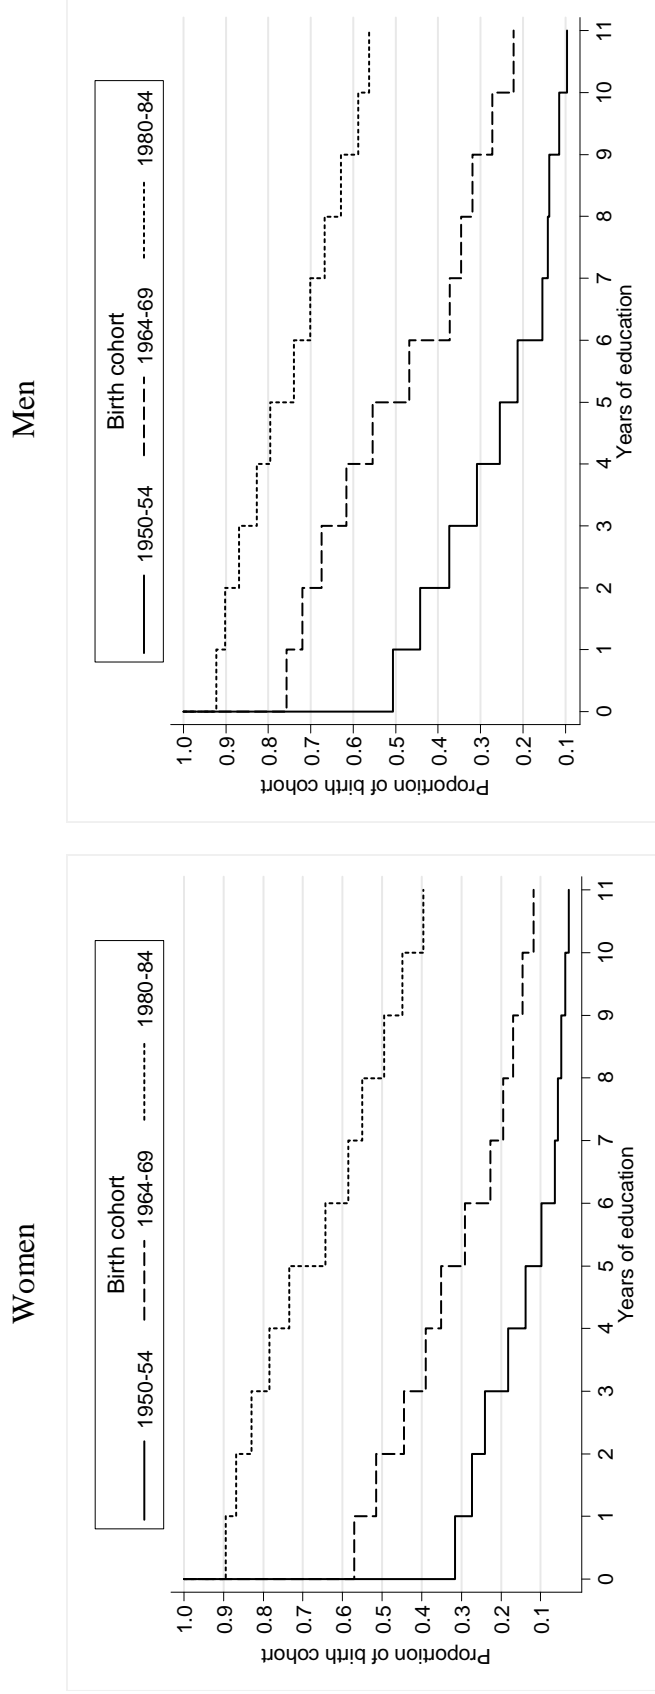 Women
Birth cohort
1950-54 1964-69 1980-84
Proportion of birth cohort
1.0
0.9
0.8
0.7
0.6
0.5
0.4
0.3
0.2
0.1
0 1 2 3 4 5 6 7 8 9 10 11
Years of education
Men
Birth cohort
1950-54 1964-69 1980-84
Proportion of birth cohort
1.0
0.9
0.8
0.7
0.6
0.5
0.4
0.3
0.2
0.1
0 1 2 3 4 5 6 7 8 9 10 11
Years of education